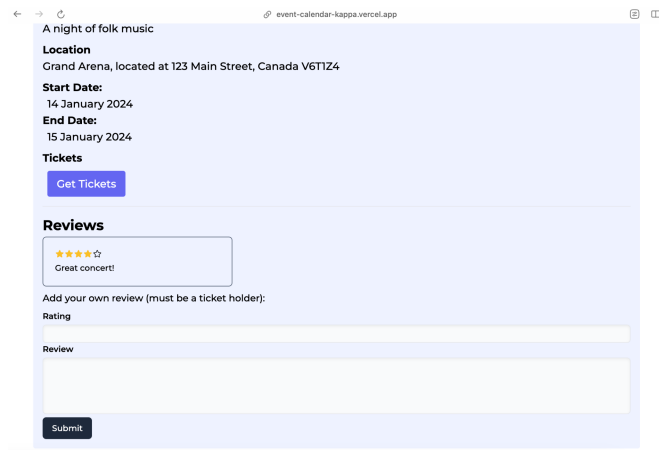 event-calendar-kappa.vercel.app
A night of folk music
Location
Grand Arena, located at 123 Main Street, Canada V6T1Z4
Start Date:
14 January 2024
End Date:
15 January 2024
Tickets
Get Tickets
Reviews
Great concert!
Add your own review (must be a ticket holder):
Rating
Review
Submit